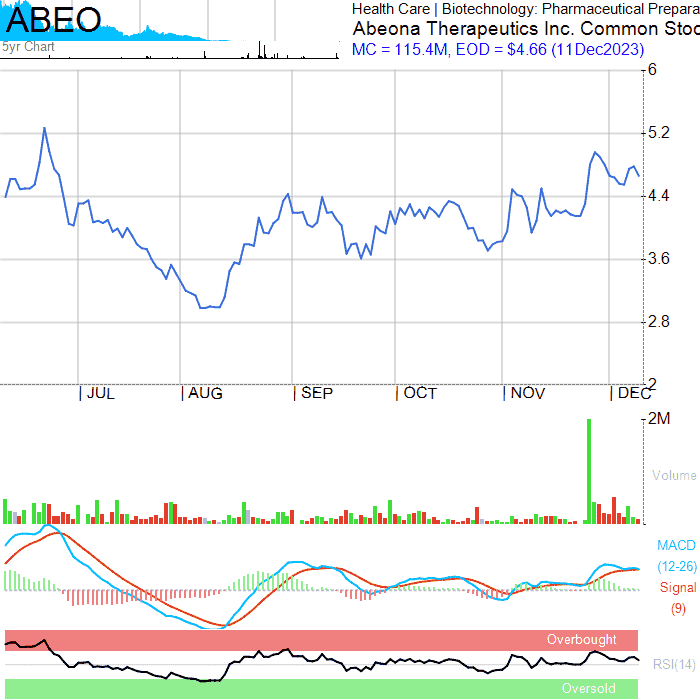 ABEO
5yr Chart
Health Care | Biotechnology: Pharmaceutical Prepara
Abeona Therapeutics Inc. Common Stoc
MC = 115.4M, EOD = $4.66 (11Dec2023)
6
5.2
4.4
3.6
2.8
2
| JUL | AUG | SEP | OCT | NOV | DEC
2M
Volume
MACD
(12-26)
Signal
(9)
Overbought
RSI(14)
Oversold